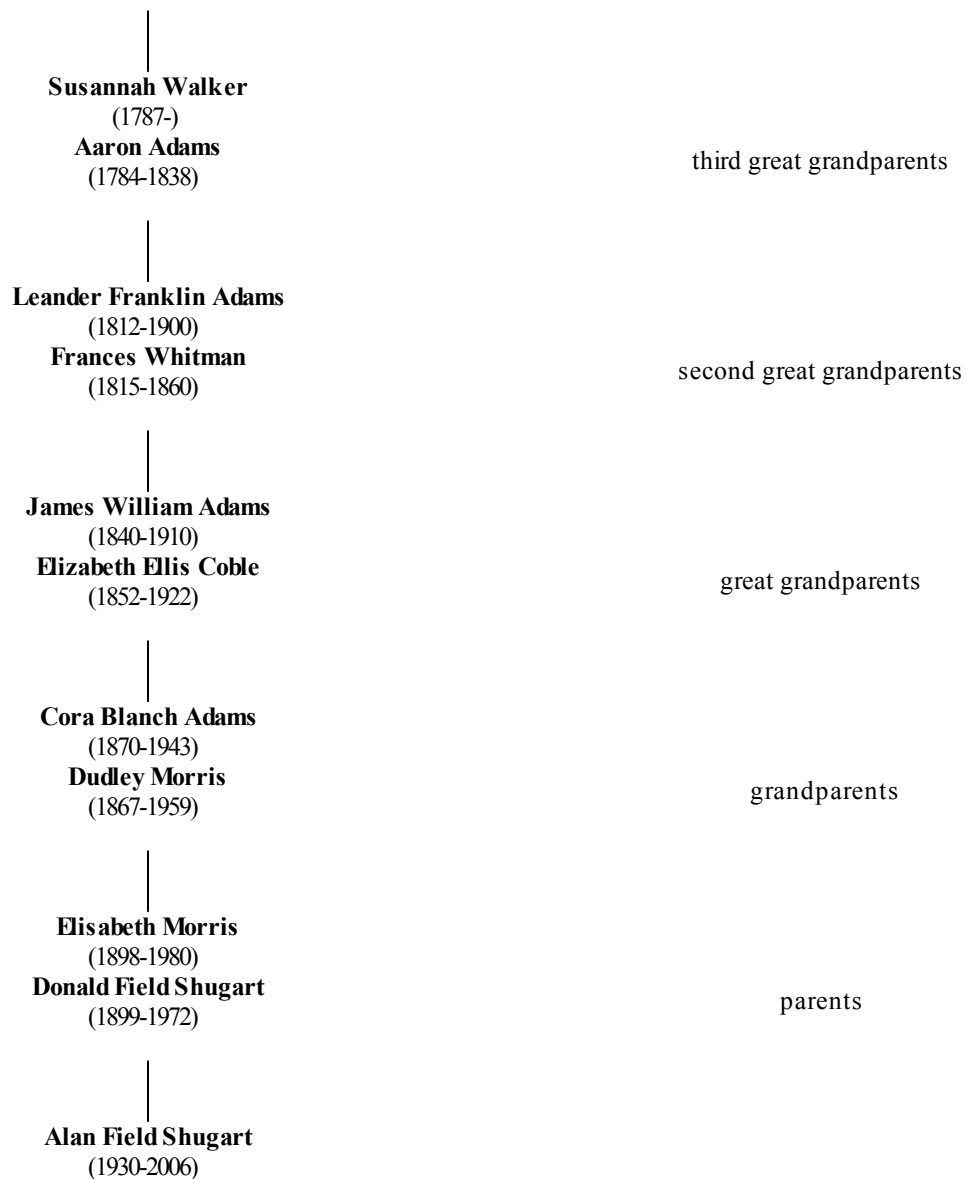 Susannah Walker
(1787-)
Aaron Adams
(1784-1838)
third great grandparents
Leander Franklin Adams
(1812-1900)
Frances Whitman
(1815-1860)
second great grandparents
James William Adams
(1840-1910)
Elizabeth Ellis Coble
(1852-1922)
great grandparents
Cora Blanch Adams
(1870-1943)
Dudley Morris
(1867-1959)
grandparents
Elisabeth Morris
(1898-1980)
Donald Field Shugart
(1899-1972)
parents
Alan Field Shugart
(1930-2006)